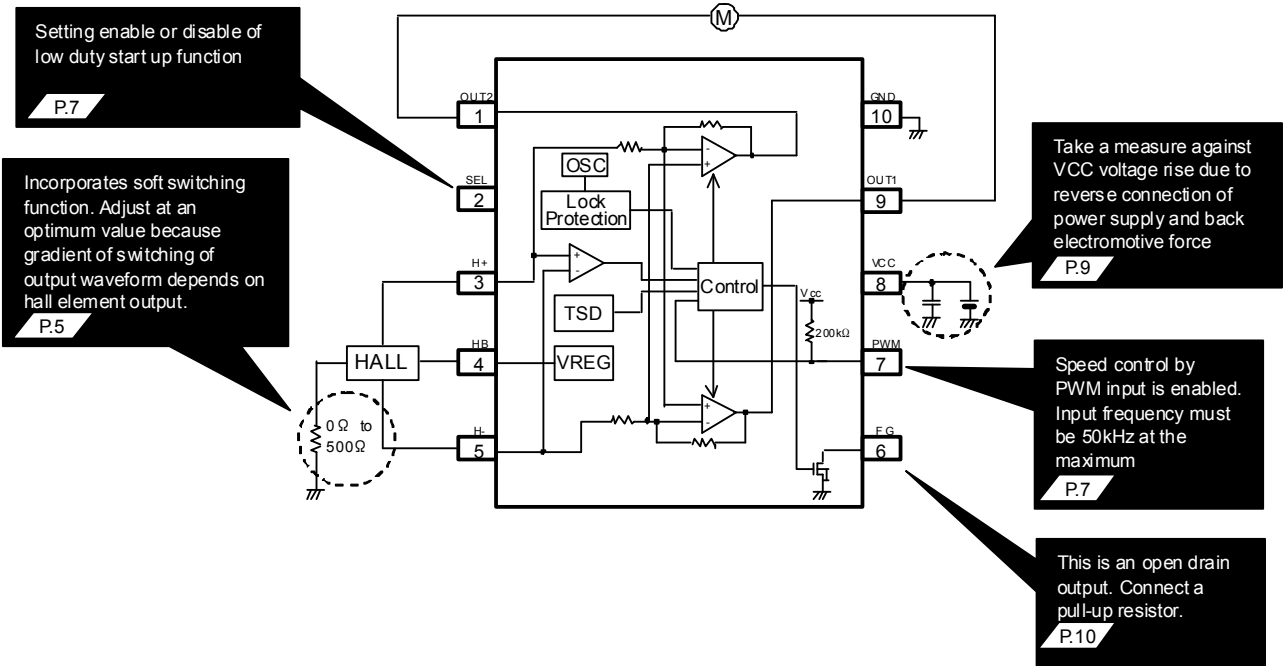 Setting enable or disable of
low duty start up function
P.7
Incorporates soft switching
function. Adjust at an
optimum value because
gradient of switching of
output waveform depends on
hall element output.
P.5
M
OUT2
1
SEL
2
H+
3
HB
4
H-
5
HALL
0Ω to
500Ω
OSC
Lock
Protection
-
+
+
-
TSD
VREG
Control
+
-
Vcc
200kΩ
GND
10
OUT1
9
VCC
8
PWM
7
FG
6
Take a measure against
VCC voltage rise due to
reverse connection of
power supply and back
electromotive force
P.9
Speed control by
PWM input is enabled.
Input frequency must
be 50kHz at the
maximum
P.7
This is an open drain
output. Connect a
pull-up resistor.
P.10